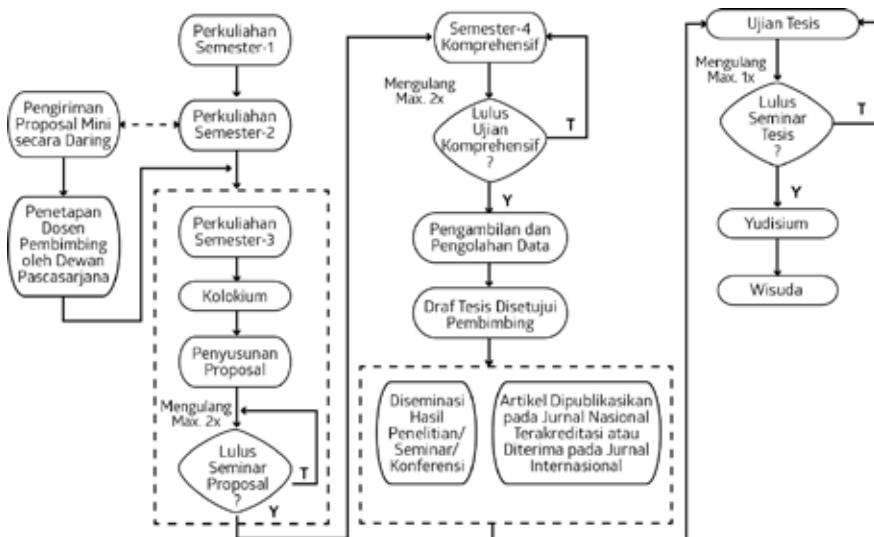 Perkuliahan
Semester-1
Pengiriman
Proposal Mini
secara Daring
Perkuliahan
Semester-2
Penetapan
Dosen
Pembimbing
oleh Dewan
Pascasarjana
Perkuliahan
Semester-3
Kolokium
Penyusunan
Proposal
Mengulang
Max. 2x
Lulus
Seminar
Proposal
?
T
Y
Semester-4
Komprehensif
Mengulang
Max. 2x
Lulus
Ujian
Komprehensif
?
T
Y
Pengambilan dan
Pengolahan Data
Draf Tesis Disetujui
Pembimbing
Diseminasi
Hasil
Penelitian/
Seminar/
Konferensi
Artikel Dipublikasikan
pada Jurnal Nasional
Terakreditasi atau
Diterima pada Jurnal
Internasional
Ujian Tesis
Mengulang
Max. 1x
Lulus
Seminar
Tesis
?
T
Y
Yudisium
Wisuda